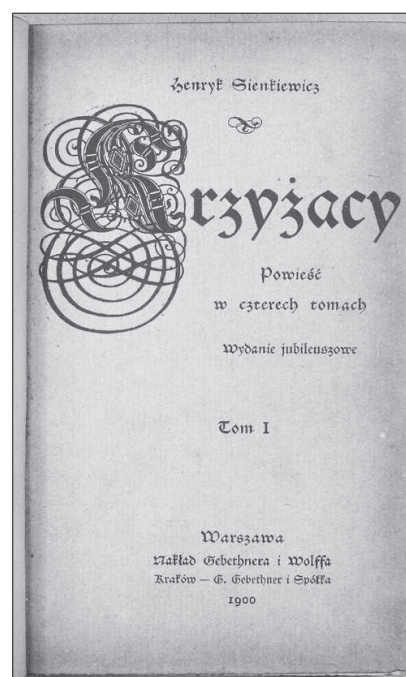 Henryk Sienkiewicz
Krzyżacy
Powieść
w czterech tomach
Wydanie jubileuszowe
Tom I
Warszawa
Nakład Gebethnera i Wolffa
Kraków — G. Gebethner i Spółka
1900